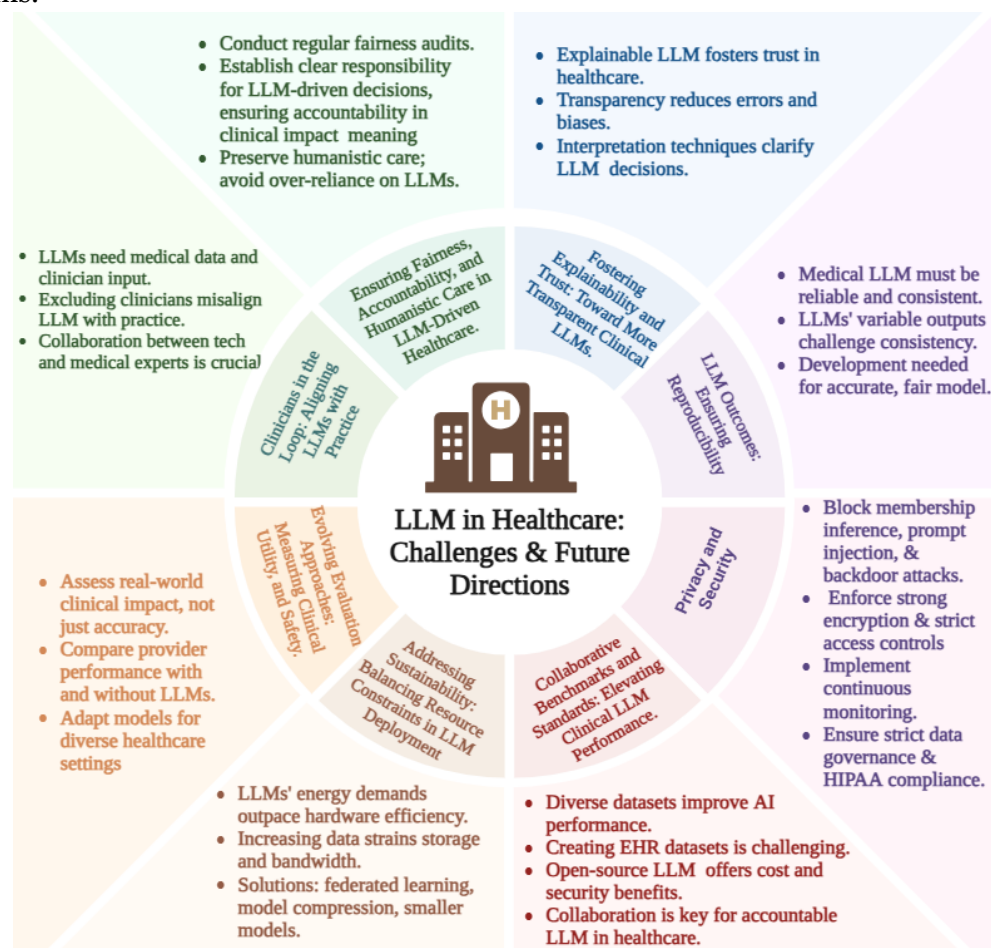 Conduct regular fairness audits.
Establish clear responsibility
for LLM-driven decisions,
ensuring accountability in
clinical impact meaning
Preserve humanistic care;
avoid over-reliance on LLMs.
Explainable LLM fosters trust in
healthcare.
Transparency reduces errors and
biases.
Interpretation techniques clarify
LLM decisions.
LLMs need medical data and
clinician input.
Excluding clinicians misalign
LLM with practice.
Collaboration between tech
and medical experts is crucial
Ensuring Fairness,
Accountability, and
Humanistic Care in
LLM-Driven
Healthcare.
Fostering
Explainability and
Trust: Toward More
Transparent Clinical
LLMs.
Medical LLM must be
reliable and consistent.
LLMs' variable outputs
challenge consistency.
Development needed
for accurate, fair model.
Clinicians in the
Loop: Aligning
LLMs with
Practice
LLM Outcomes:
Ensuring
Reproducibility
H
LLM in Healthcare:
Challenges & Future
Directions
Evolving Evaluation
Approaches:
Measuring Clinical
Utility, and Safety.
Privacy and
Security
Block membership
inference, prompt
injection, &
backdoor attacks.
Enforce strong
encryption & strict
access controls
Implement
continuous
monitoring.
Ensure strict data
governance &
HIPAA compliance.
Assess real-world
clinical impact, not
just accuracy.
Compare provider
performance with
and without LLMs.
Adapt models for
diverse healthcare
settings
Addressing
Sustainability:
Balancing Resource
Constraints in LLM
Deployment
Collaborative
Benchmarks and
Standards: Elevating
Clinical LLM
Performance.
LLMs' energy demands
outpace hardware efficiency.
Increasing data strains storage
and bandwidth.
Solutions: federated learning,
model compression, smaller
models.
Diverse datasets improve AI
performance.
Creating EHR datasets is challenging.
Open-source LLM offers cost and
security benefits.
Collaboration is key for accountable
LLM in healthcare.